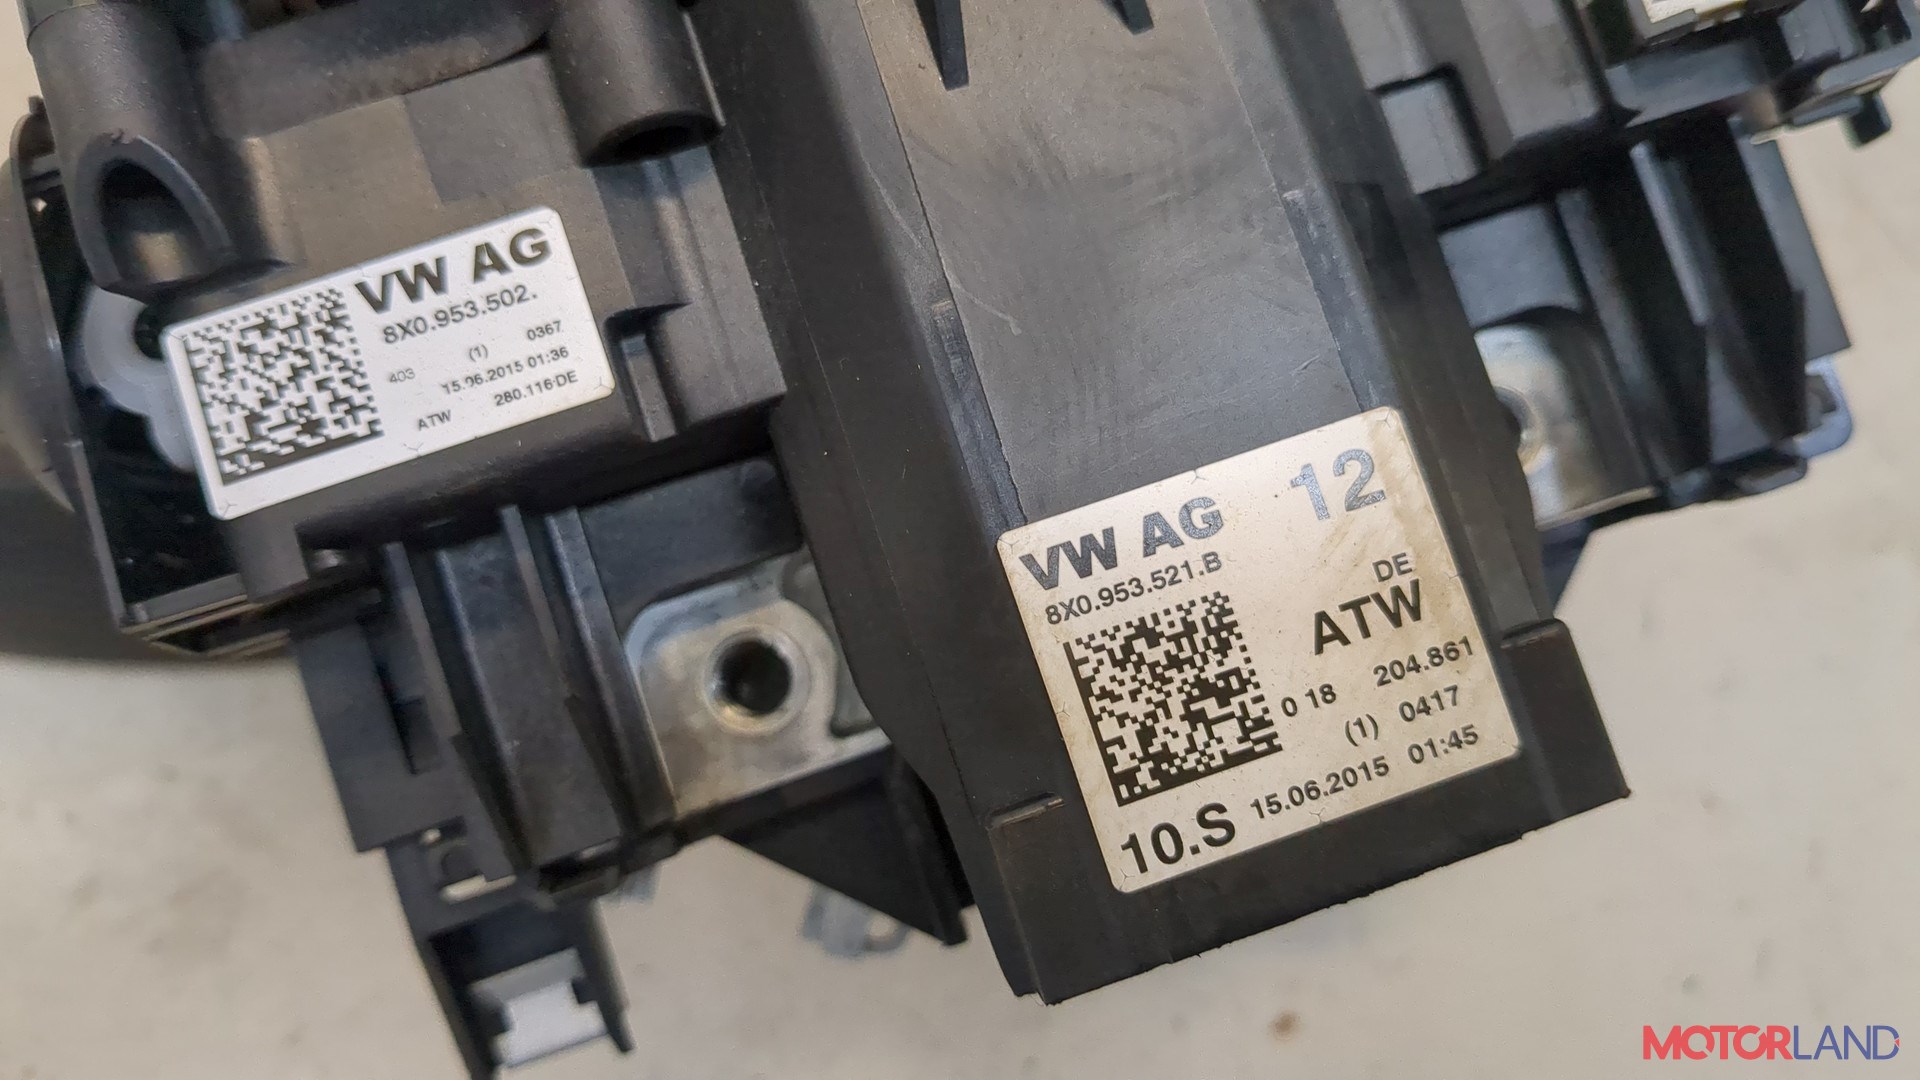 VW AG
8X0.953.502.
(1) 0367
403 15.06.2015 01:36
ATW 280.116 DE
VW AG 12
8X0.953.521.B
DE
ATW
0 18 204.861
(1) 0417
10.S 15.06.2015 01:45
MOTORLAND